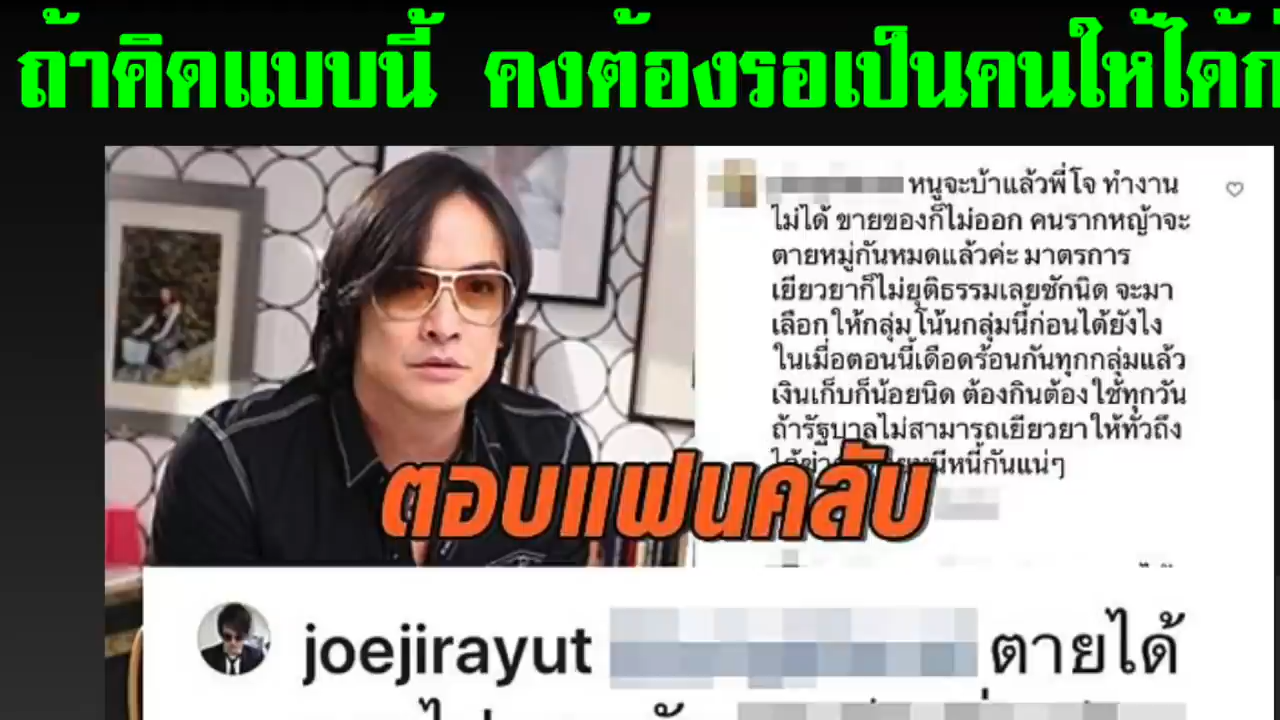 ถ้าคิดแบบนี้ คงต้องรอเป็นคนให้ได้ก่
หนูจะบ้าแล้วพี่โจ ทำงาน
ไม่ได้ ขายของก็ไม่ออก คนรากหญ้าจะ
ตายหมู่กันหมดแล้วค่ะ มาตรการ
เยียวยาก็ไม่ยุติธรรมเลยซักนิด จะมา
เลือกให้กลุ่มโน้นกลุ่มนี้ก่อนได้ยังไง
ในเมื่อตอนนี้เดือดร้อนกันทุกกลุ่มแล้ว
เงินเก็บก็น้อยนิด ต้องกินต้องใช้ทุกวัน
ถ้ารัฐบาลไม่สามารถเยียวยาให้ทั่วถึง
หนีหนี้กันแน่ๆ
ตอบแฟนคลับ
joejirayut ตายได้